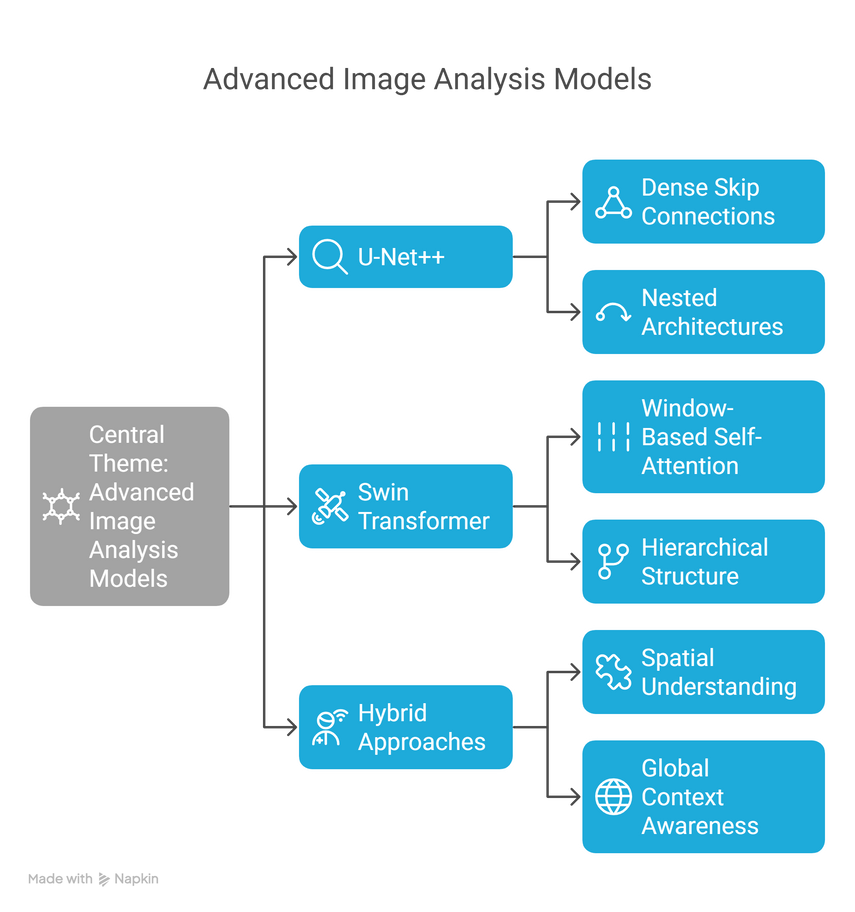 Advanced Image Analysis Models
Dense Skip
Connections
U-Net++
Nested
Architectures
Window-
Based Self-
Attention
Central
Theme:
Advanced
Image
Analysis
Models
Swin
Transformer
Hierarchical
Structure
Spatial
Understanding
Hybrid
Approaches
Global
Context
Awareness
Made with Napkin